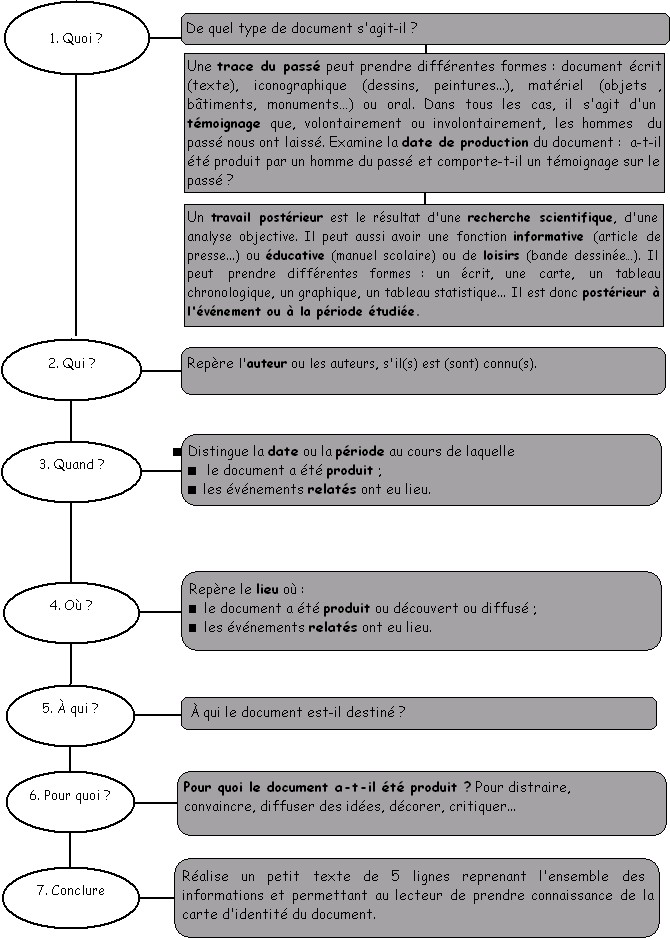 1. Quoi ?
De quel type de document s'agit-il ?
Une trace du passé peut prendre différentes formes : document écrit
(texte), iconographique (dessins, peintures...), matériel (objets ,
bâtiments, monuments...) ou oral. Dans tous les cas, il s'agit d'un
témoignage que, volontairement ou involontairement, les hommes du
passé nous ont laissé. Examine la date de production du document : a-t-il
été produit par un homme du passé et comporte-t-il un témoignage sur le
passé ?
Un travail postérieur est le résultat d'une recherche scientifique, d'une
analyse objective. Il peut aussi avoir une fonction informative (article de
presse...) ou éducative (manuel scolaire) ou de loisirs (bande dessinée...). Il
peut prendre différentes formes : un écrit, une carte, un tableau
chronologique, un graphique, un tableau statistique... Il est donc postérieur à
l'événement ou à la période étudiée.
2. Qui ?
Repère l'auteur ou les auteurs, s'il(s) est (sont) connu(s).
3. Quand ?
■ Distingue la date ou la période au cours de laquelle
■ le document a été produit ;
■ les événements relatés ont eu lieu.
4. Où ?
Repère le lieu où :
■ le document a été produit ou découvert ou diffusé ;
■ les événements relatés ont eu lieu.
5. À qui ?
À qui le document est-il destiné ?
6. Pour quoi ?
Pour quoi le document a-t-il été produit ? Pour distraire,
convaincre, diffuser des idées, décorer, critiquer...
7. Conclure
Réalise un petit texte de 5 lignes reprenant l'ensemble des
informations et permettant au lecteur de prendre connaissance de la
carte d'identité du document.